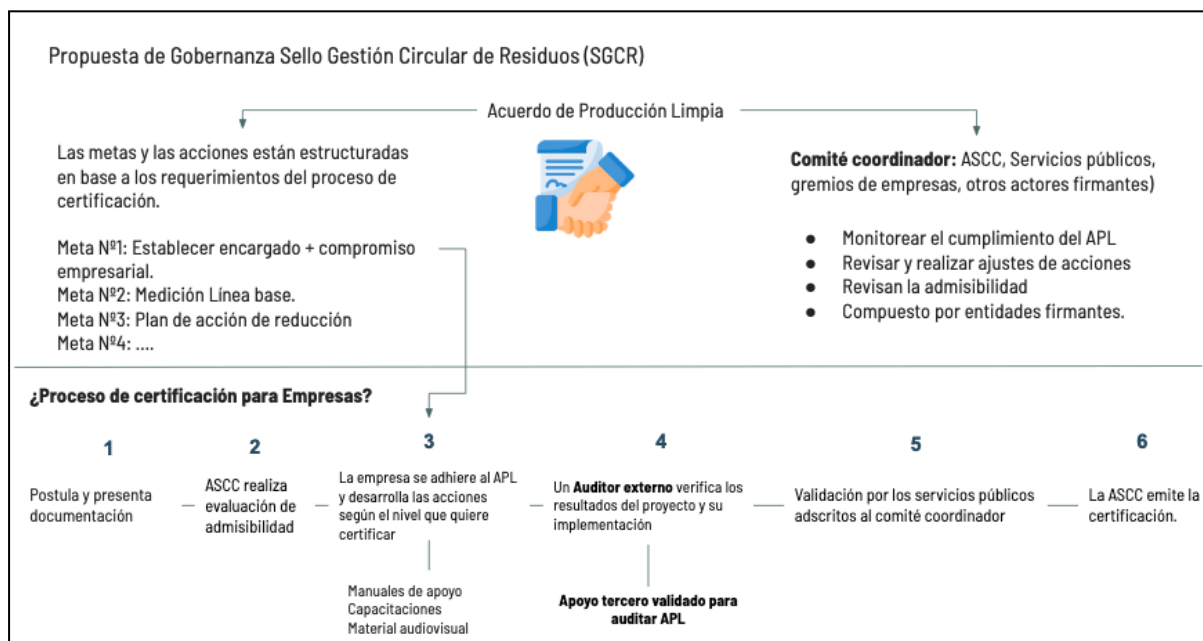 Propuesta de Gobernanza Sello Gestión Circular de Residuos (SGCR)
Acuerdo de Producción Limpia
Las metas y las acciones están estructuradas
en base a los requerimientos del proceso de
certificación.
Meta Nº1: Establecer encargado + compromiso
empresarial.
Meta Nº2: Medición Línea base.
Meta Nº3: Plan de acción de reducción
Meta Nº4: ....
Comité coordinador: ASCC, Servicios públicos,
gremios de empresas, otros actores firmantes)
● Monitorear el cumplimiento del APL
● Revisar y realizar ajustes de acciones
● Revisan la admisibilidad
● Compuesto por entidades firmantes.
¿Proceso de certificación para Empresas?
1
Postula y presenta
documentación
2
ASCC realiza
evaluación de
admisibilidad
3
La empresa se adhiere al APL
y desarrolla las acciones
según el nivel que quiere
certificar
Manuales de apoyo
Capacitaciones
Material audiovisual
4
Un Auditor externo verifica los
resultados del proyecto y su
implementación
Apoyo tercero validado para
auditar APL
5
Validación por los servicios públicos
adscritos al comité coordinador
6
La ASCC emite la
certificación.